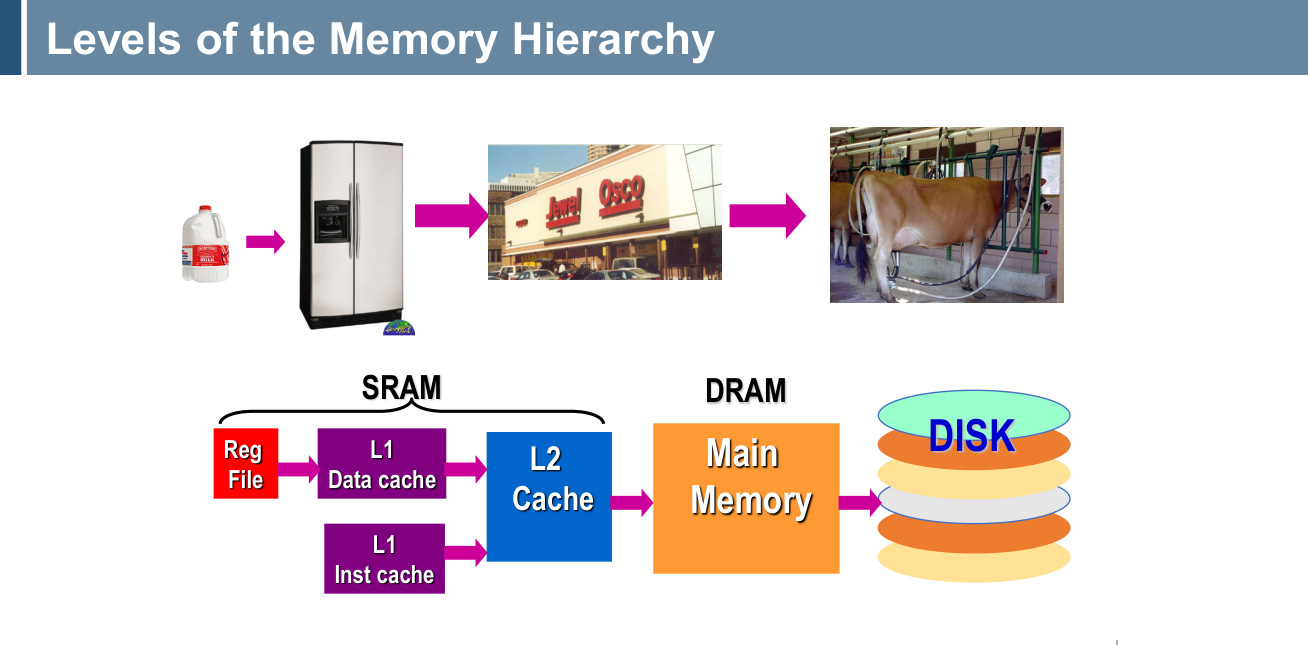 Levels of the Memory Hierarchy
MILK
Jewel Osco
SRAM
DRAM
Reg
File
L1
Data cache
L2
Cache
Main
Memory
DISK
L1
Inst cache